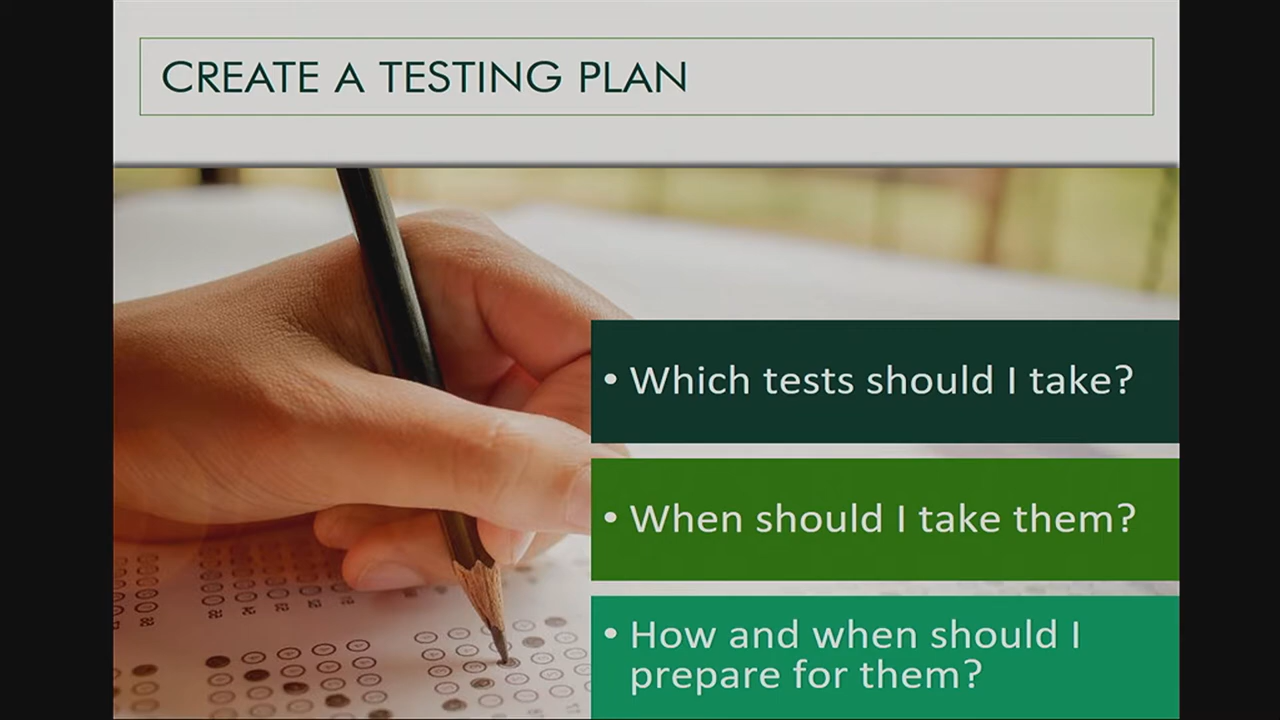 CREATE A TESTING PLAN
• Which tests should I take?
• When should I take them?
• How and when should I
prepare for them?